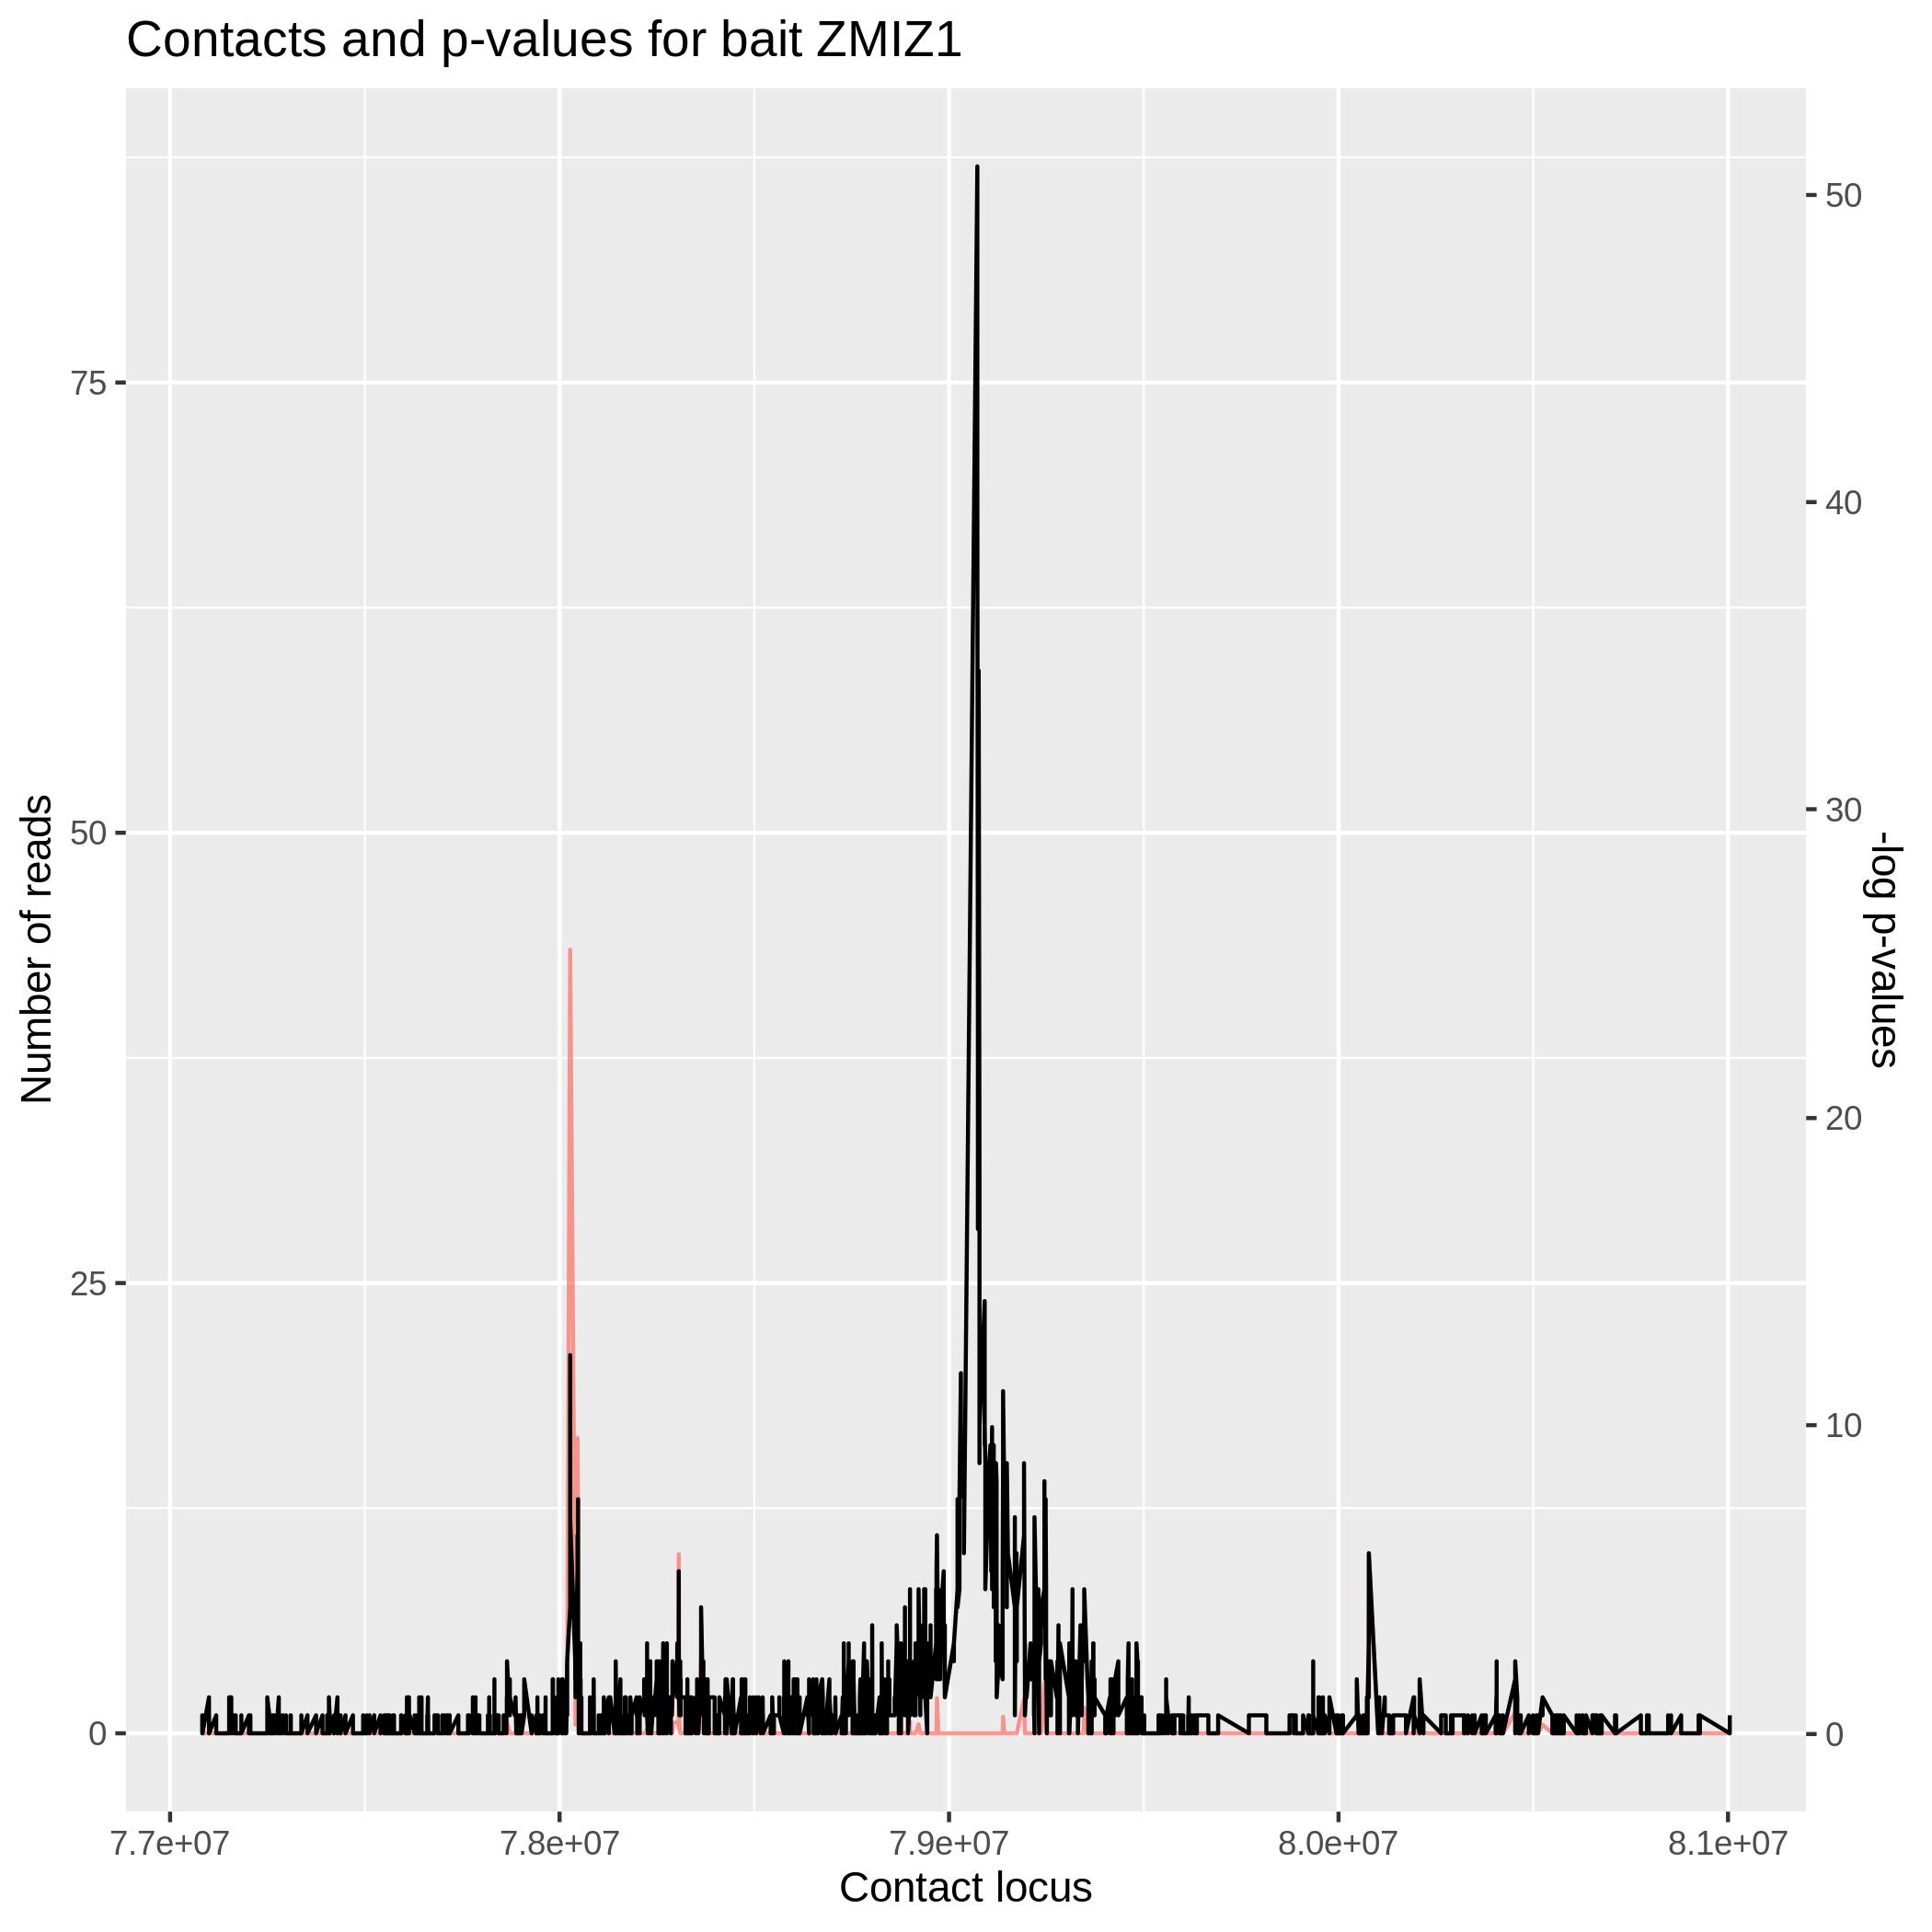 Contacts and p-values for bait ZMIZ1
Number of reads
75
50
25
0
50
40
30
20
10
0
-log p-values
7.7e+07 7.8e+07 7.9e+07 8.0e+07 8.1e+07
Contact locus